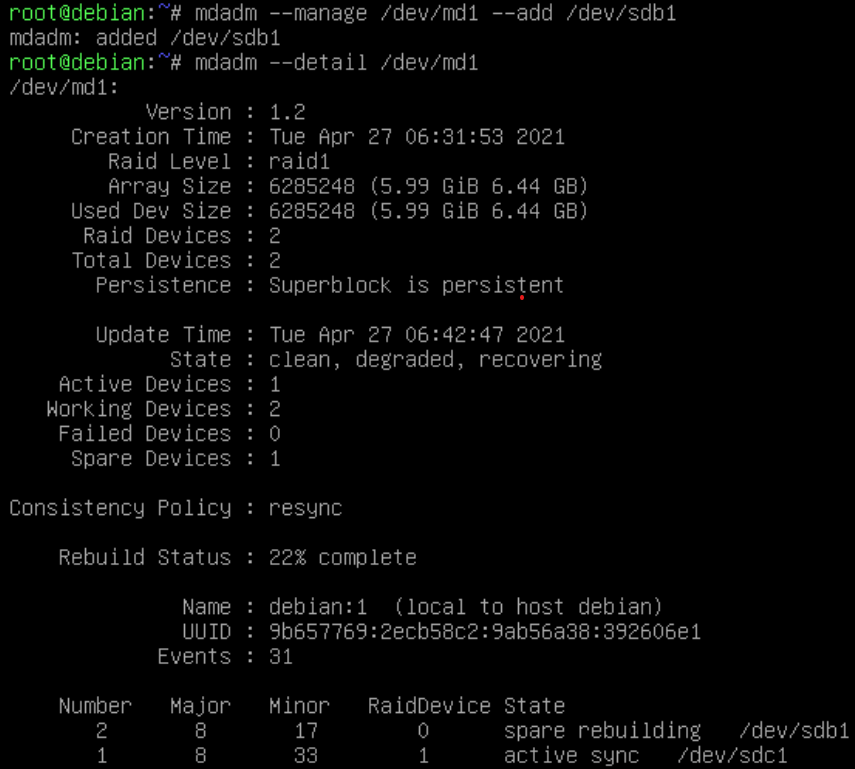 root@debian:~# mdadm --manage /dev/md1 --add /dev/sdb1
mdadm: added /dev/sdb1
root@debian:~# mdadm --detail /dev/md1
/dev/md1:
Version : 1.2
Creation Time : Tue Apr 27 06:31:53 2021
Raid Level : raid1
Array Size : 6285248 (5.99 GiB 6.44 GB)
Used Dev Size : 6285248 (5.99 GiB 6.44 GB)
Raid Devices : 2
Total Devices : 2
Persistence : Superblock is persistent
Update Time : Tue Apr 27 06:42:47 2021
State : clean, degraded, recovering
Active Devices : 1
Working Devices : 2
Failed Devices : 0
Spare Devices : 1
Consistency Policy : resync
Rebuild Status : 22% complete
Name : debian:1 (local to host debian)
UUID : 9b657769:2ecb58c2:9ab56a38:392606e1
Events : 31
Number Major Minor RaidDevice State
2 8 17 0 spare rebuilding /dev/sdb1
1 8 33 1 active sync /dev/sdc1